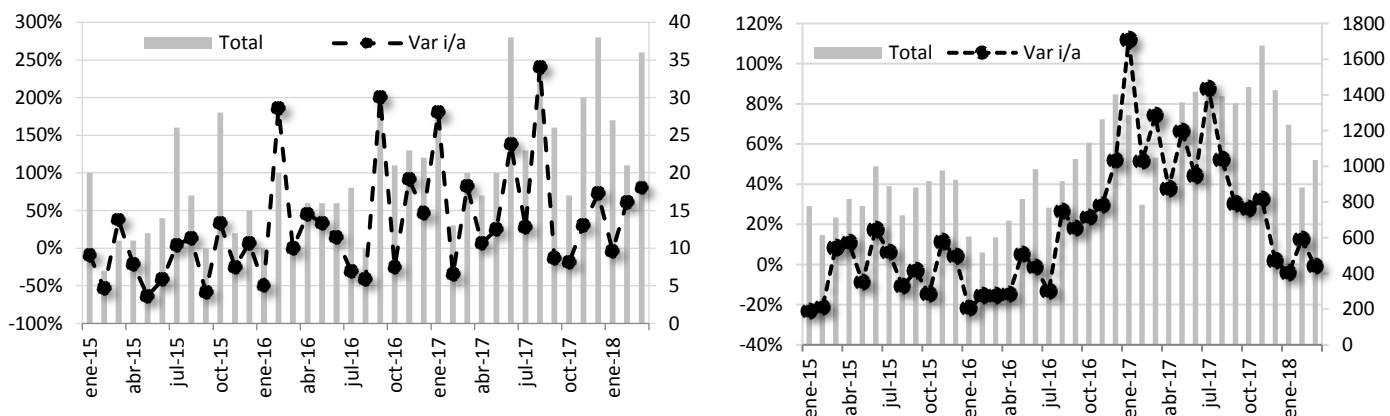 300%
250%
200%
150%
100%
50%
0%
-50%
-100%
Total
Var i/a
40
35
30
25
20
15
10
5
0
ene-15
abr-15
jul-15
oct-15
ene-16
abr-16
jul-16
oct-16
ene-17
abr-17
jul-17
oct-17
ene-18
120%
100%
80%
60%
40%
20%
0%
-20%
-40%
Total
Var i/a
1800
1600
1400
1200
1000
800
600
400
200
0
ene-15
abr-15
jul-15
oct-15
ene-16
abr-16
jul-16
oct-16
ene-17
abr-17
jul-17
oct-17
ene-18